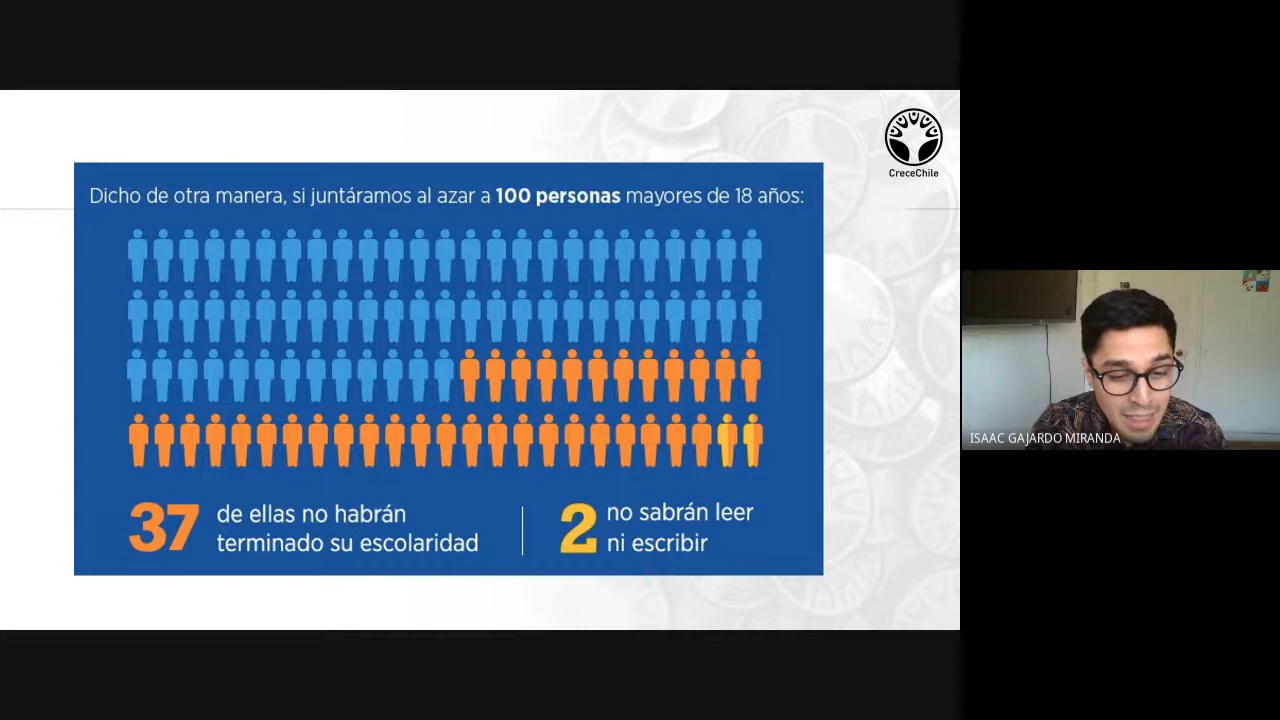 CreceChile
Dicho de otra manera, si juntáramos al azar a 100 personas mayores de 18 años:
37 de ellas no habrán
terminado su escolaridad
2 no sabrán leer
ni escribir
ISAAC GAJARDO MIRANDA